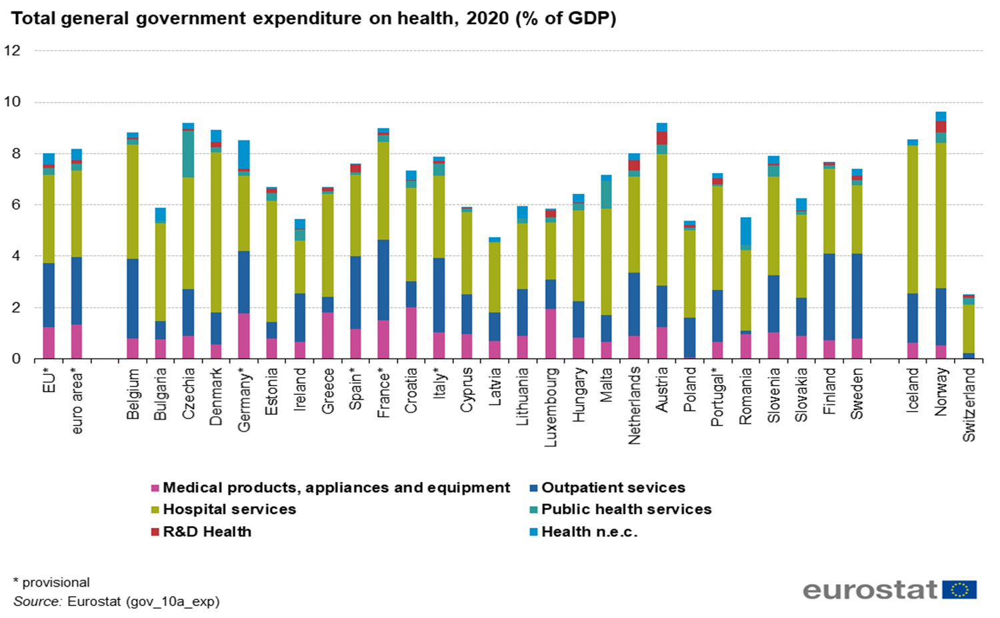 Total general government expenditure on health, 2020 (% of GDP)
12
10
8
6
4
2
0
EU*
euro area*
Belgium
Bulgaria
Czechia
Denmark
Germany*
Estonia
Ireland
Greece
Spain*
France*
Croatia
Italy*
Cyprus
Latvia
Lithuania
Luxembourg
Hungary
Malta
Netherlands
Austria
Poland
Portugal*
Romania
Slovenia
Slovakia
Finland
Sweden
Iceland
Norway
Switzerland
Medical products, appliances and equipment
Outpatient sevices
Hospital services
Public health services
R&D Health
Health n.e.c.
* provisional
Source: Eurostat (gov_10a_exp)
eurostat